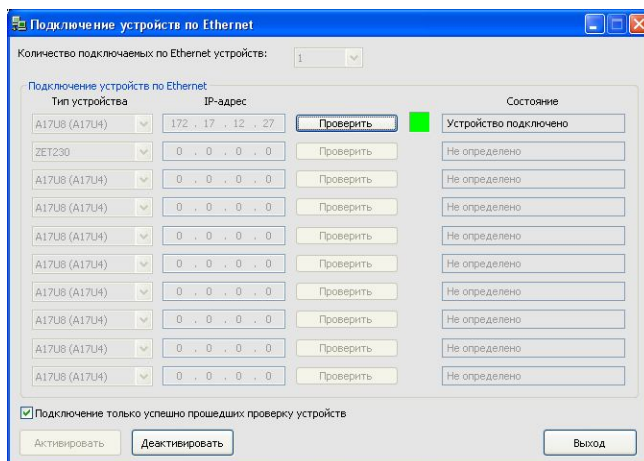 Подключение устройств по Ethernet
Количество подключаемых по Ethernet устройств: 1
Подключение устройств по Ethernet
Тип устройства IP-адрес Состояние
A17U8 (A17U4) 172 . 17 . 12 . 27 Проверить Устройство подключено
ZET230 0 . 0 . 0 . 0 Проверить Не определено
A17U8 (A17U4) 0 . 0 . 0 . 0 Проверить Не определено
A17U8 (A17U4) 0 . 0 . 0 . 0 Проверить Не определено
A17U8 (A17U4) 0 . 0 . 0 . 0 Проверить Не определено
A17U8 (A17U4) 0 . 0 . 0 . 0 Проверить Не определено
A17U8 (A17U4) 0 . 0 . 0 . 0 Проверить Не определено
A17U8 (A17U4) 0 . 0 . 0 . 0 Проверить Не определено
A17U8 (A17U4) 0 . 0 . 0 . 0 Проверить Не определено
A17U8 (A17U4) 0 . 0 . 0 . 0 Проверить Не определено
Подключение только успешно прошедших проверку устройств
Активировать Деактивировать Выход